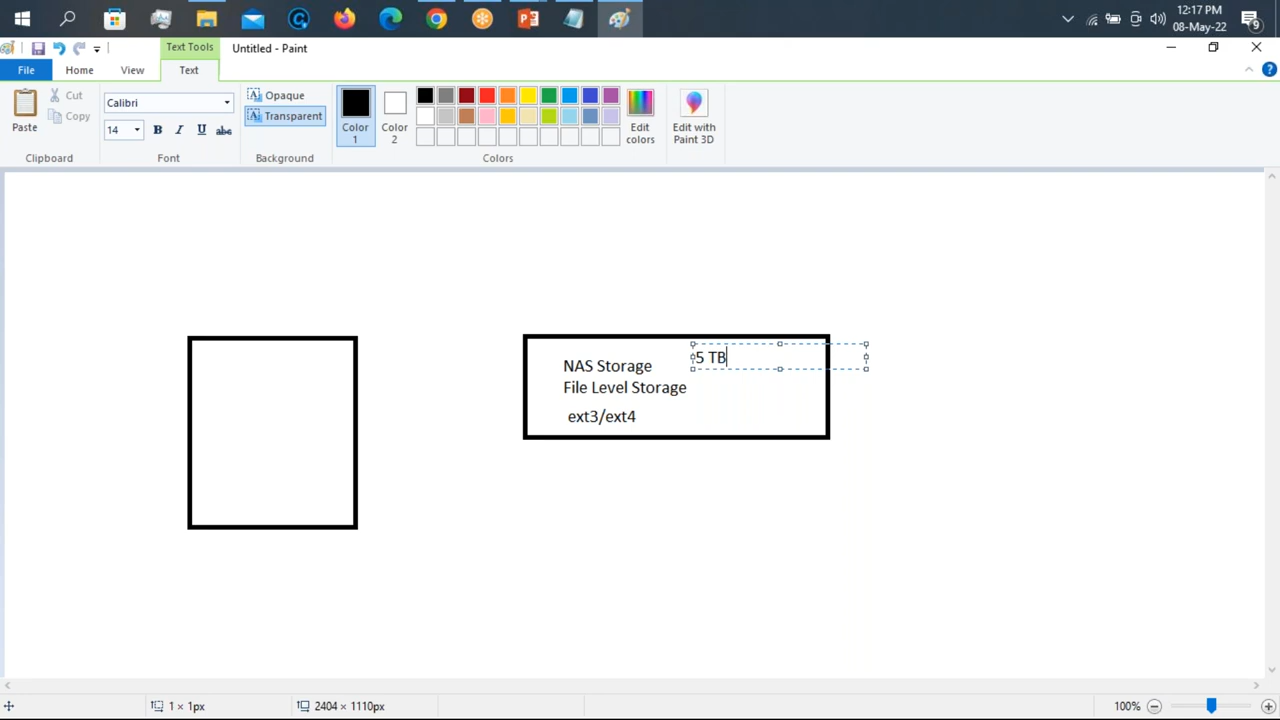 12:17 PM
08-May-22
9
Text Tools
Untitled - Paint
File
Home
View
Text
Paste
Cut
Copy
Clipboard
Calibri
14
B I U abc
Font
Opaque
Transparent
Background
Color 1
Color 2
Edit colors
Colors
Edit with Paint 3D
NAS Storage
5 TB
File Level Storage
ext3/ext4
1 × 1px
2404 × 1110px
100%